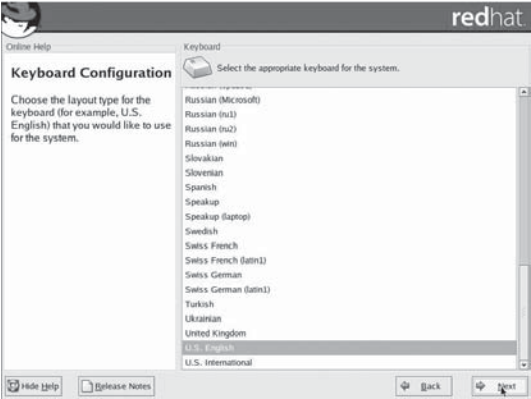 redhat
Online Help
Keyboard Configuration
Choose the layout type for the
keyboard (for example, U.S.
English) that you would like to use
for the system.
Keyboard
Select the appropriate keyboard for the system.
Russian (Microsoft)
Russian (ru1)
Russian (ru2)
Russian (win)
Slovakian
Slovenian
Spanish
Speakup
Speakup (laptop)
Swedish
Swiss French
Swiss French (latin1)
Swiss German
Swiss German (latin1)
Turkish
Ukrainian
United Kingdom
U.S. English
U.S. International
Hide Help
Release Notes
Back
Next